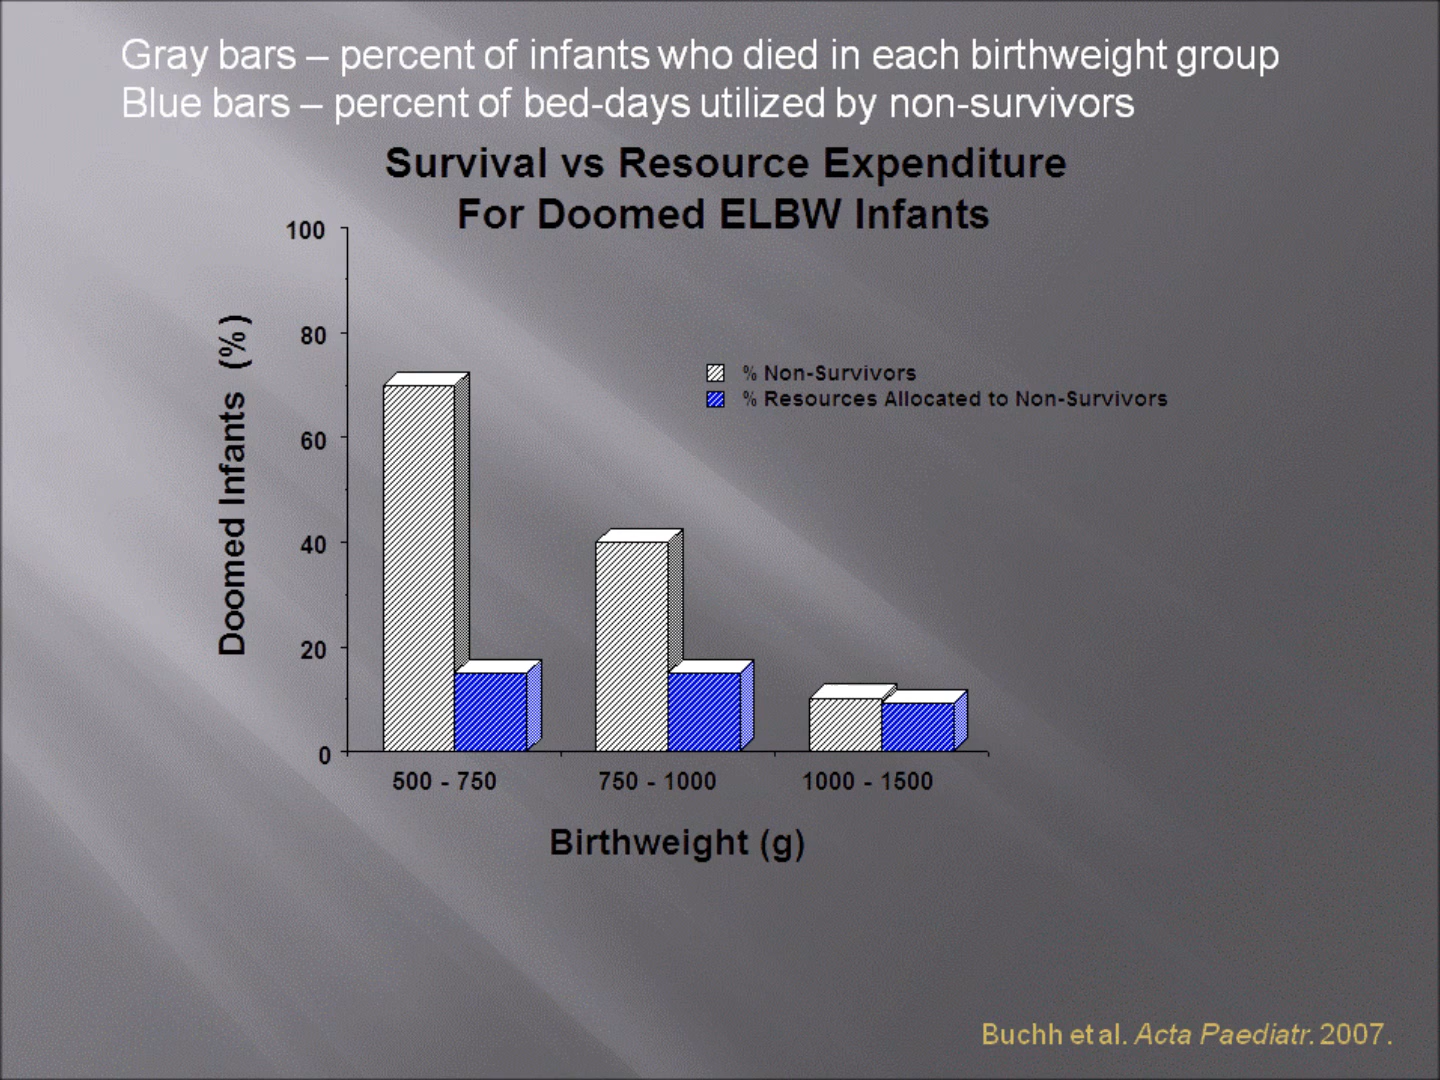 Gray bars – percent of infants who died in each birthweight group
Blue bars – percent of bed-days utilized by non-survivors
Survival vs Resource Expenditure
For Doomed ELBW Infants
Doomed Infants (%)
100
80
60
40
20
0
% Non-Survivors
% Resources Allocated to Non-Survivors
500 - 750
750 - 1000
1000 - 1500
Birthweight (g)
Buchh et al. Acta Paediatr. 2007.